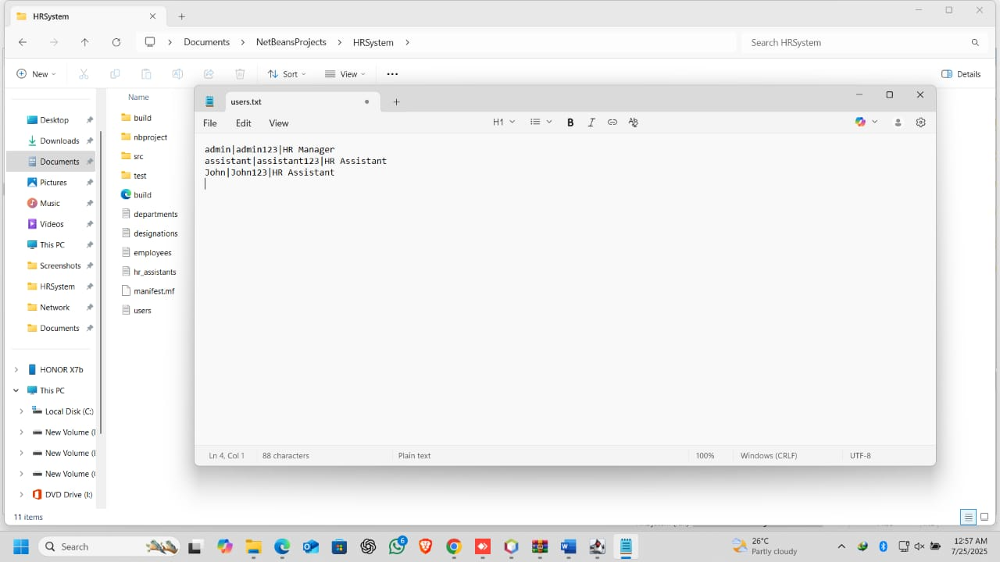 HRSystem
Documents > NetBeansProjects > HRSystem >
Search HRSystem
New
Sort
View
Details
Name
Desktop
Downloads
Documents
Pictures
Music
Videos
This PC
Screenshots
HRSystem
Network
Documents
HONOR X7b
This PC
Local Disk (C:)
New Volume (
New Volume (
New Volume (
DVD Drive (I:)
build
nbproject
src
test
build
departments
designations
employees
hr_assistants
manifest.mf
users
users.txt
File Edit View
H1
B I
admin|admin123|HR Manager
assistant|assistant123|HR Assistant
John|John123|HR Assistant
Ln 4, Col 1
88 characters
Plain text
100%
Windows (CRLF)
UTF-8
11 items
Search
6
26°C
Partly cloudy
12:57 AM
7/25/2025